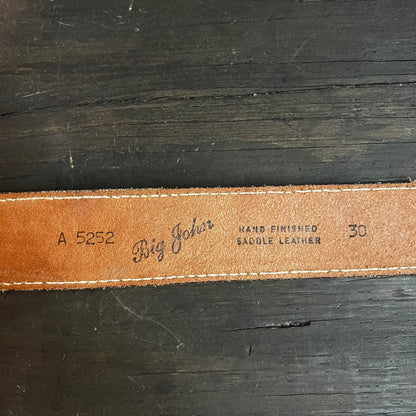 A 5252
Big John
HAND FINISHED
SADDLE LEATHER
30